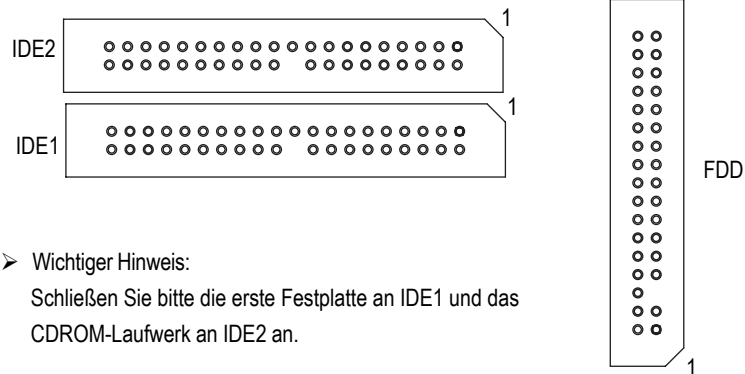 1
IDE2
1
IDE1
FDD
➢ Wichtiger Hinweis:
Schließen Sie bitte die erste Festplatte an IDE1 und das
CDROM-Laufwerk an IDE2 an.
1